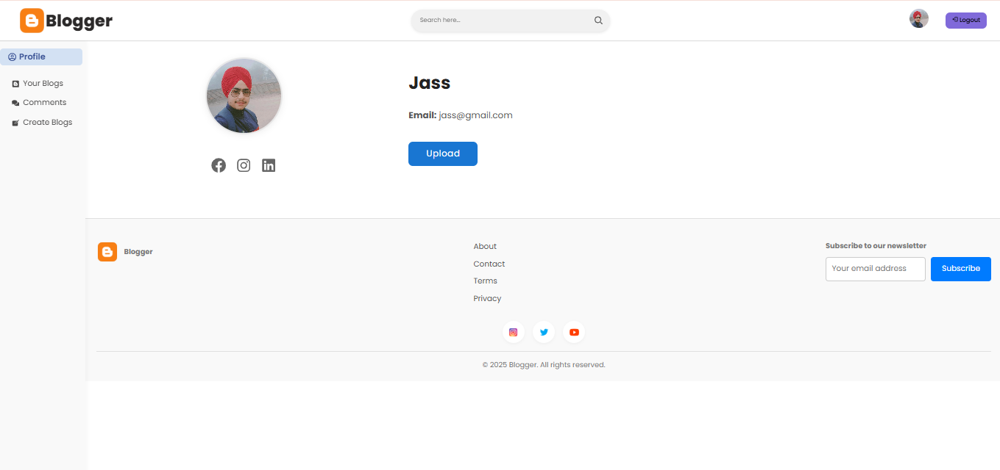 Blogger
Search here...
Logout
Profile
Your Blogs
Comments
Create Blogs
Jass
Email: jass@gmail.com
Upload
Blogger
About
Contact
Terms
Privacy
Subscribe to our newsletter
Your email address
Subscribe
© 2025 Blogger. All rights reserved.